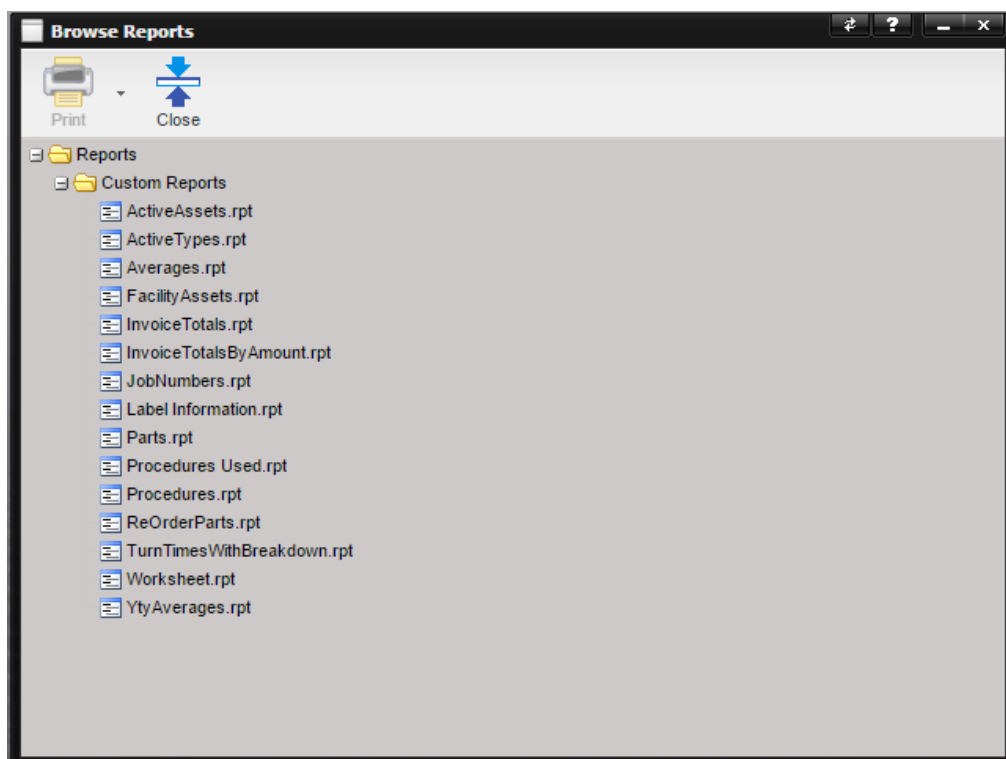 Browse Reports
?
Print
Close
Reports
Custom Reports
ActiveAssets.rpt
ActiveTypes.rpt
Averages.rpt
FacilityAssets.rpt
InvoiceTotals.rpt
InvoiceTotalsByAmount.rpt
JobNumbers.rpt
Label Information.rpt
Parts.rpt
Procedures Used.rpt
Procedures.rpt
ReOrderParts.rpt
TurnTimesWithBreakdown.rpt
Worksheet.rpt
YtyAverages.rpt